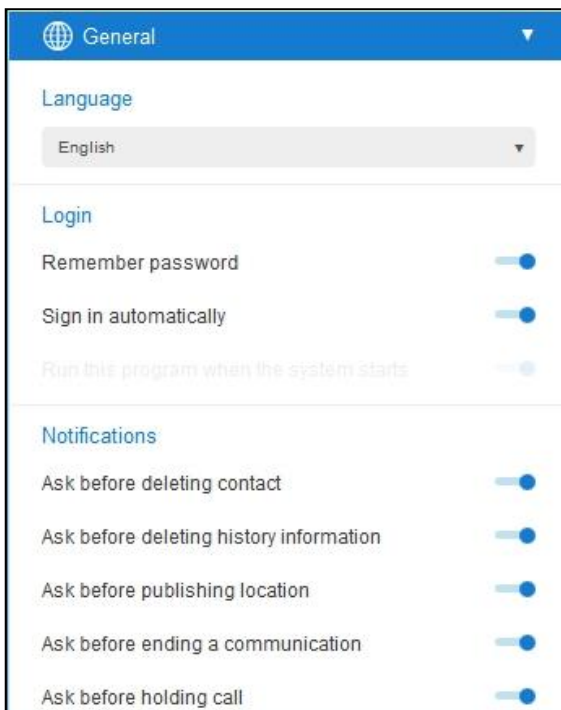 General
Language
English
Login
Remember password
Sign in automatically
Run this program when the system starts
Notifications
Ask before deleting contact
Ask before deleting history information
Ask before publishing location
Ask before ending a communication
Ask before holding call